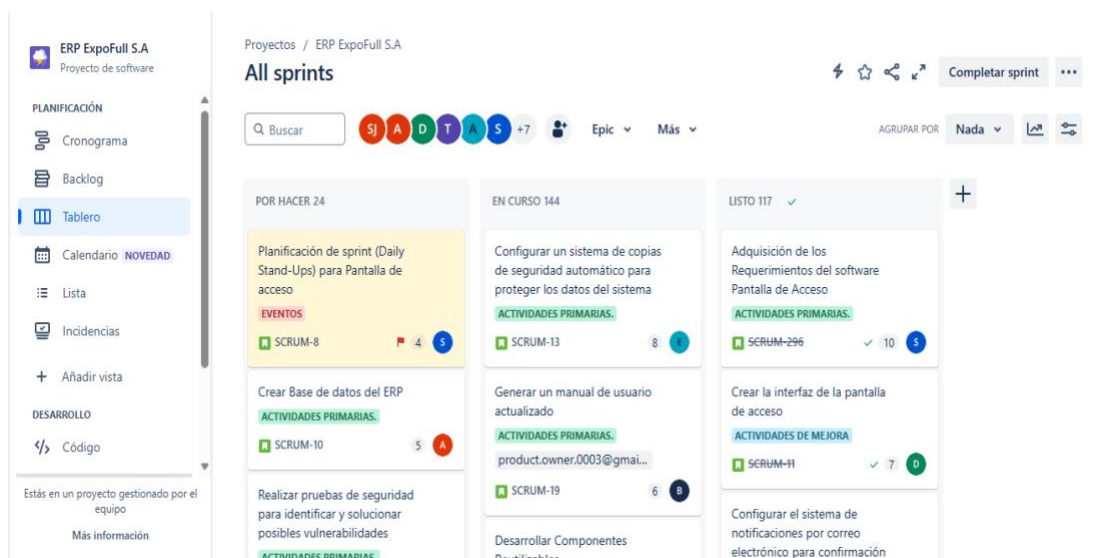 ERP ExpoFull S.A
Proyecto de software
PLANIFICACIÓN
Cronograma
Backlog
Tablero
Calendario NOVEDAD
Lista
Incidencias
Añadir vista
DESARROLLO
Código
Estás en un proyecto gestionado por el
equipo
Más información
Proyectos / ERP ExpoFull S.A
All sprints
Completar sprint
Buscar
SJ A D T A S +7
Epic
Más
AGRUPAR POR
Nada
POR HACER 24
Planificación de sprint (Daily
Stand-Ups) para Pantalla de
acceso
EVENTOS
SCRUM-8 4 S
Crear Base de datos del ERP
ACTIVIDADES PRIMARIAS.
SCRUM-10 5 A
Realizar pruebas de seguridad
para identificar y solucionar
posibles vulnerabilidades
ACTIVIDADES PRIMARIAS.
EN CURSO 144
Configurar un sistema de copias
de seguridad automático para
proteger los datos del sistema
ACTIVIDADES PRIMARIAS.
SCRUM-13 8 E
Generar un manual de usuario
actualizado
ACTIVIDADES PRIMARIAS.
product.owner.0003@gmai...
SCRUM-19 6 B
Desarrollar Componentes
Reutilizables
LISTO 117
Adquisición de los
Requerimientos del software
Pantalla de Acceso
ACTIVIDADES PRIMARIAS.
SCRUM-296 10 S
Crear la interfaz de la pantalla
de acceso
ACTIVIDADES DE MEJORA
SCRUM-11 7 D
Configurar el sistema de
notificaciones por correo
electrónico para confirmación